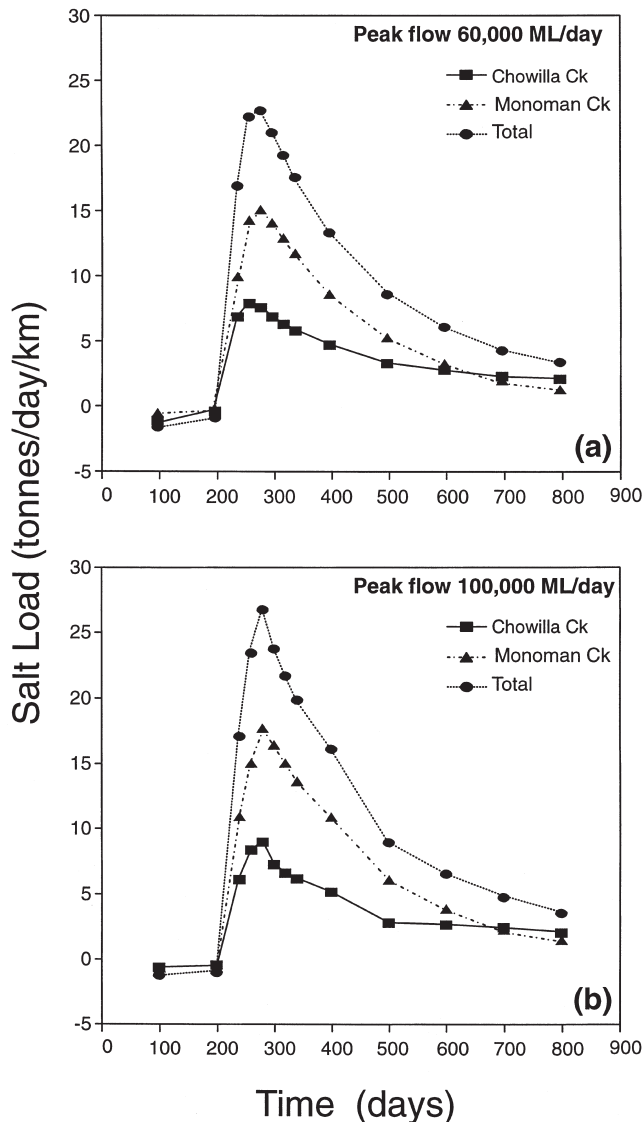 30
Peak flow 60,000 ML/day
25
Chowilla Ck
Monoman Ck
20
Total
15
10
5
0
(a)
-5
0 100 200 300 400 500 600 700 800 900
Salt Load (tonnes/day/km)
30
Peak flow 100,000 ML/day
25
Chowilla Ck
Monoman Ck
20
Total
15
10
5
0
(b)
-5
0 100 200 300 400 500 600 700 800 900
Time (days)